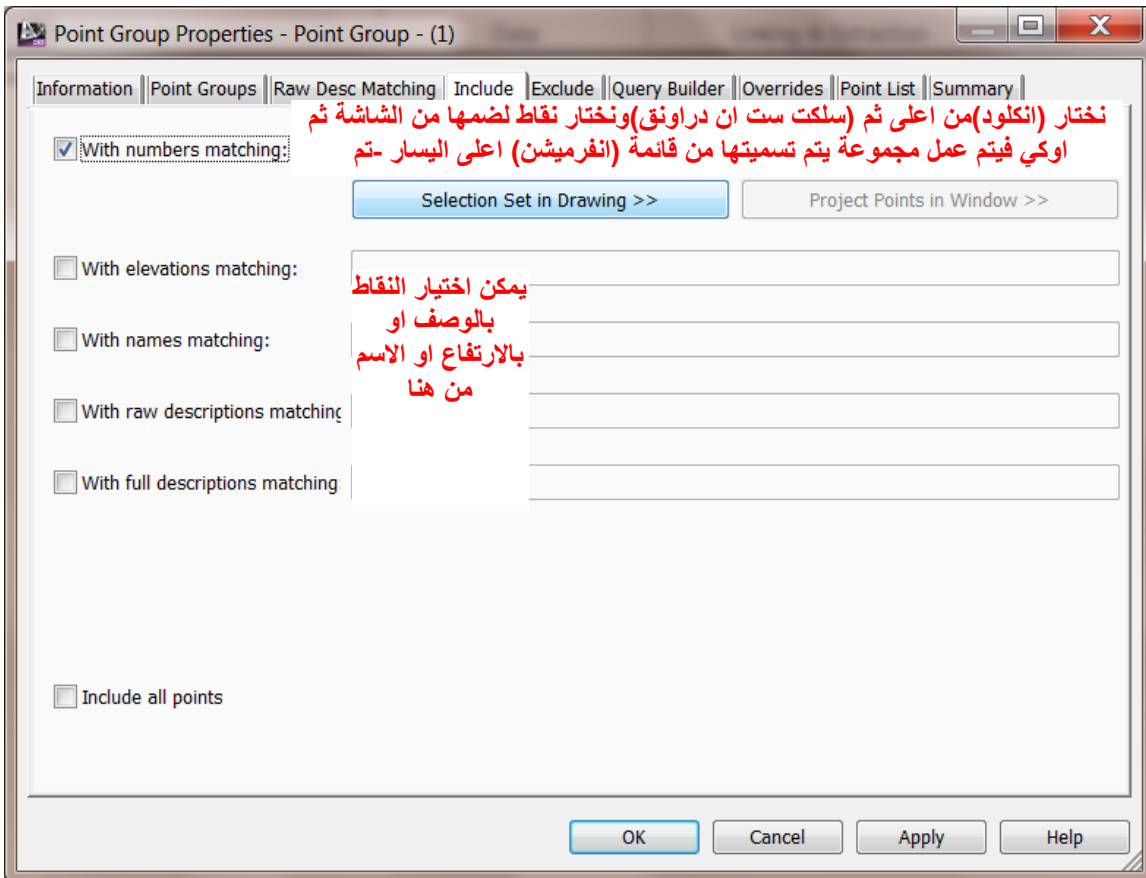 Point Group Properties - Point Group - (1)
Information Point Groups Raw Desc Matching Include Exclude Query Builder Overrides Point List Summary
نختار (انكلود)من اعلى ثم (سلكت ست ان دراونق)ونختار نقاط لضمها من الشاشة ثم
اوكي فيتم عمل مجموعة يتم تسميتها من قائمة (انفرميشن) اعلى اليسار -تم
With numbers matching:
Selection Set in Drawing >> Project Points in Window >>
With elevations matching:
يمكن اختيار النقاط
بالوصف او
بالارتفاع او الاسم
من هنا
With names matching:
With raw descriptions matching
With full descriptions matching:
Include all points
OK Cancel Apply Help